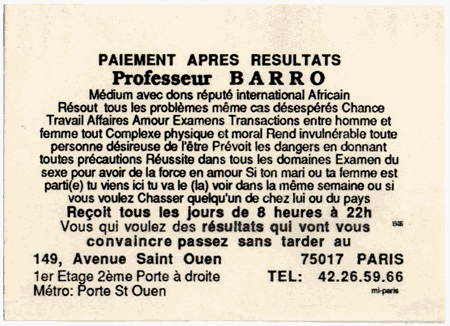 PAIEMENT APRES RESULTATS
Professeur BARRO
Médium avec dons réputé international Africain
Résout tous les problèmes même cas désespérés Chance
Travail Affaires Amour Examens Transactions entre homme et
femme tout Complexe physique et moral Rend invulnérable toute
personne désireuse de l'être Prévoit les dangers en donnant
toutes précautions Réussite dans tous les domaines Examen du
sexe pour avoir de la force en amour Si ton mari ou ta femme est
parti(e) tu viens ici tu va le (la) voir dans la même semaine ou si
vous voulez Chasser quelqu'un de chez lui ou du pays
Reçoit tous les jours de 8 heures à 22h
Vous qui voulez des résultats qui vont vous
convaincre passez sans tarder au
149, Avenue Saint Ouen 75017 PARIS
1er Etage 2ème Porte à droite TEL: 42.26.59.66
Métro: Porte St Ouen mi-paris